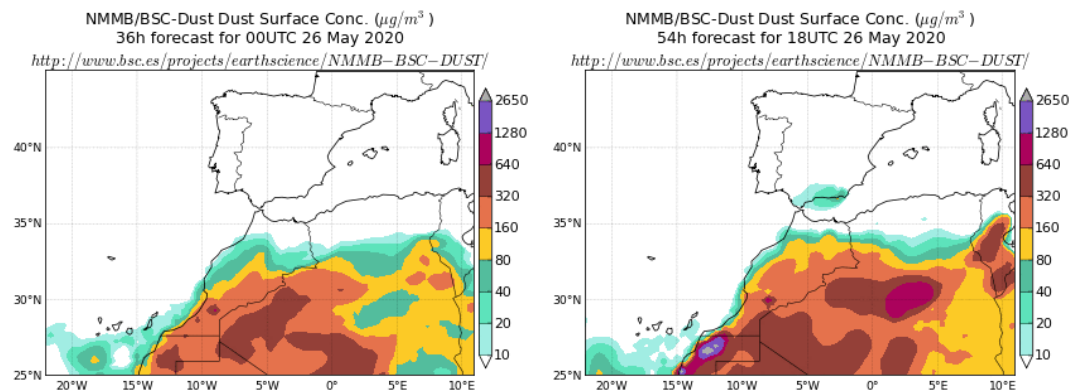 NMMB/BSC-Dust Dust Surface Conc. (μg/m³ )
36h forecast for 00UTC 26 May 2020
http://www.bsc.es/projects/earthscience/NMMB−BSC−DUST/
40°N
35°N
30°N
25°N
20°W
15°W
10°W
5°W
0°
5°E
10°E
2650
1280
640
320
160
80
40
20
10
NMMB/BSC-Dust Dust Surface Conc. (μg/m³ )
54h forecast for 18UTC 26 May 2020
http://www.bsc.es/projects/earthscience/NMMB−BSC−DUST/
40°N
35°N
30°N
25°N
20°W
15°W
10°W
5°W
0°
5°E
10°E
2650
1280
640
320
160
80
40
20
10